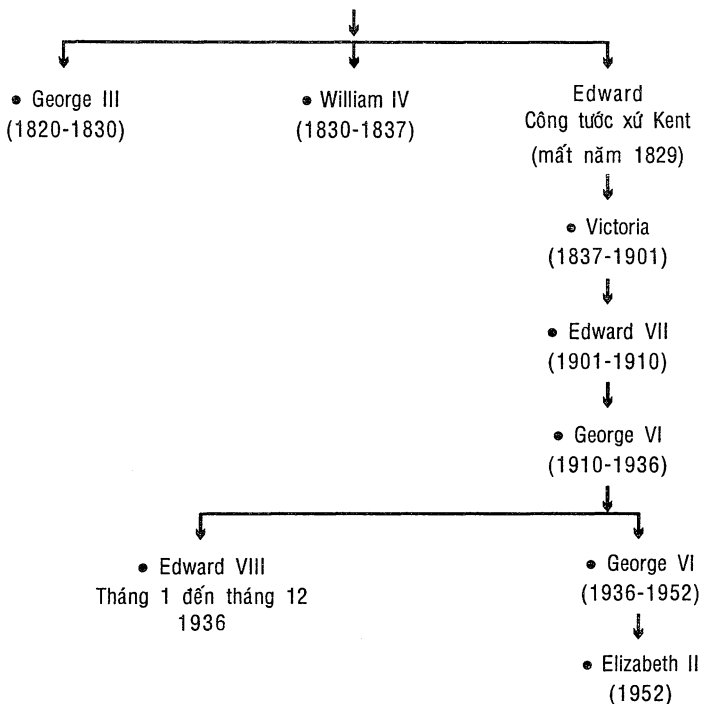 • George III
(1820-1830)
• William IV
(1830-1837)
Edward
Công tước xứ Kent
(mất năm 1829)
• Victoria
(1837-1901)
• Edward VII
(1901-1910)
• George VI
(1910-1936)
• Edward VIII
Tháng 1 đến tháng 12
1936
• George VI
(1936-1952)
• Elizabeth II
(1952)